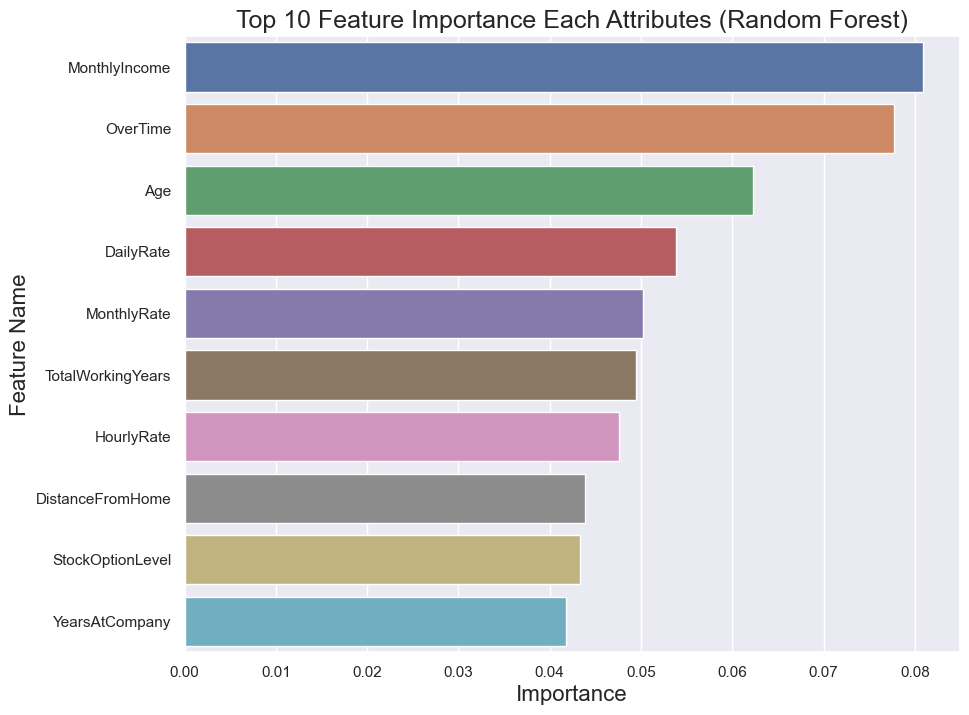 Top 10 Feature Importance Each Attributes (Random Forest)
Feature Name
MonthlyIncome
OverTime
Age
DailyRate
MonthlyRate
TotalWorkingYears
HourlyRate
DistanceFromHome
StockOptionLevel
YearsAtCompany
0.00 0.01 0.02 0.03 0.04 0.05 0.06 0.07 0.08
Importance